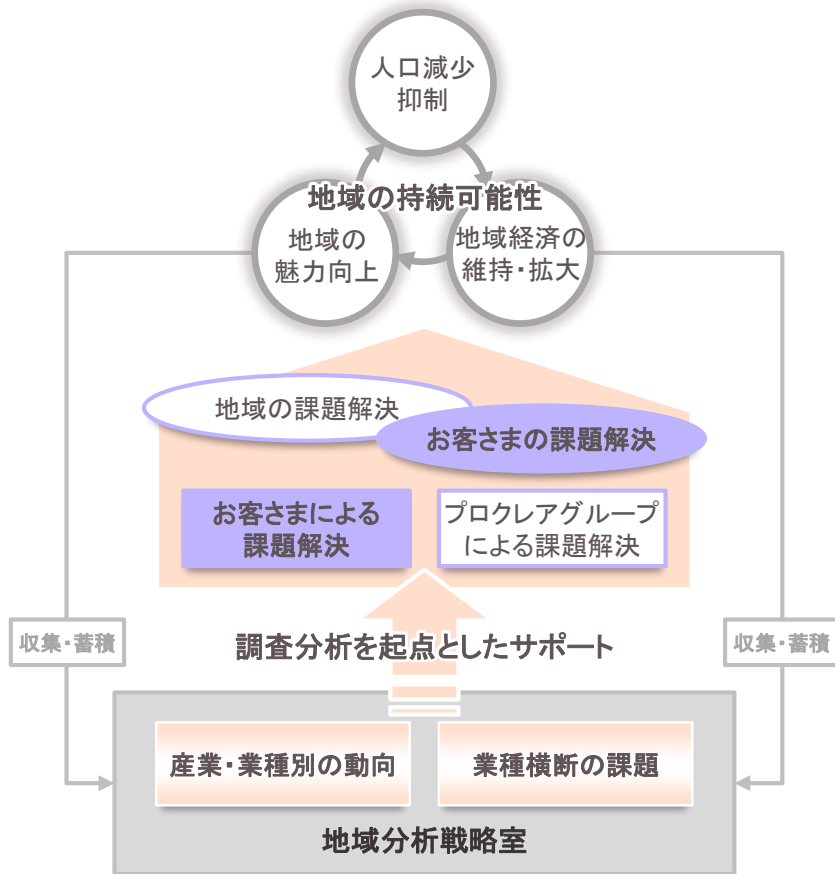 人口減少
抑制
地域の持続可能性
地域の
魅力向上
地域経済の
維持・拡大
地域の課題解決
お客さまの課題解決
お客さまによる
課題解決
プロクレアグループ
による課題解決
収集・蓄積
調査分析を起点としたサポート
収集・蓄積
産業・業種別の動向
業種横断の課題
地域分析戦略室